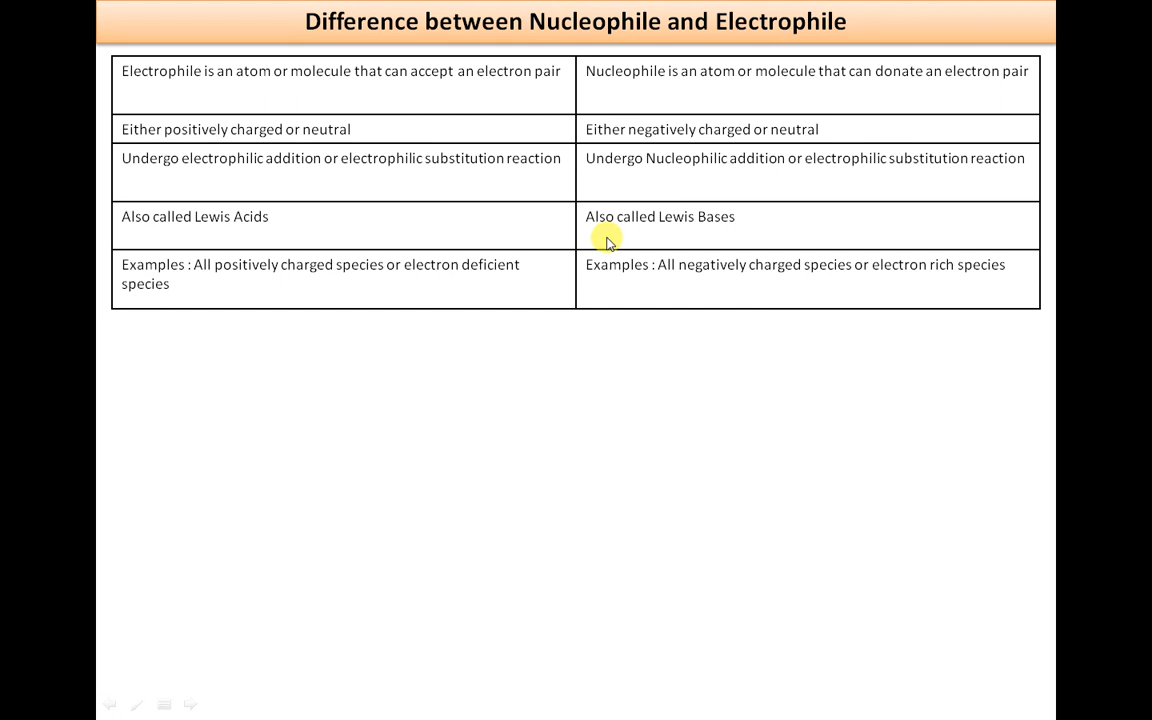 Difference between Nucleophile and Electrophile
Electrophile is an atom or molecule that can accept an electron pair
Nucleophile is an atom or molecule that can donate an electron pair
Either positively charged or neutral
Either negatively charged or neutral
Undergo electrophilic addition or electrophilic substitution reaction
Undergo Nucleophilic addition or electrophilic substitution reaction
Also called Lewis Acids
Also called Lewis Bases
Examples : All positively charged species or electron deficient
species
Examples : All negatively charged species or electron rich species